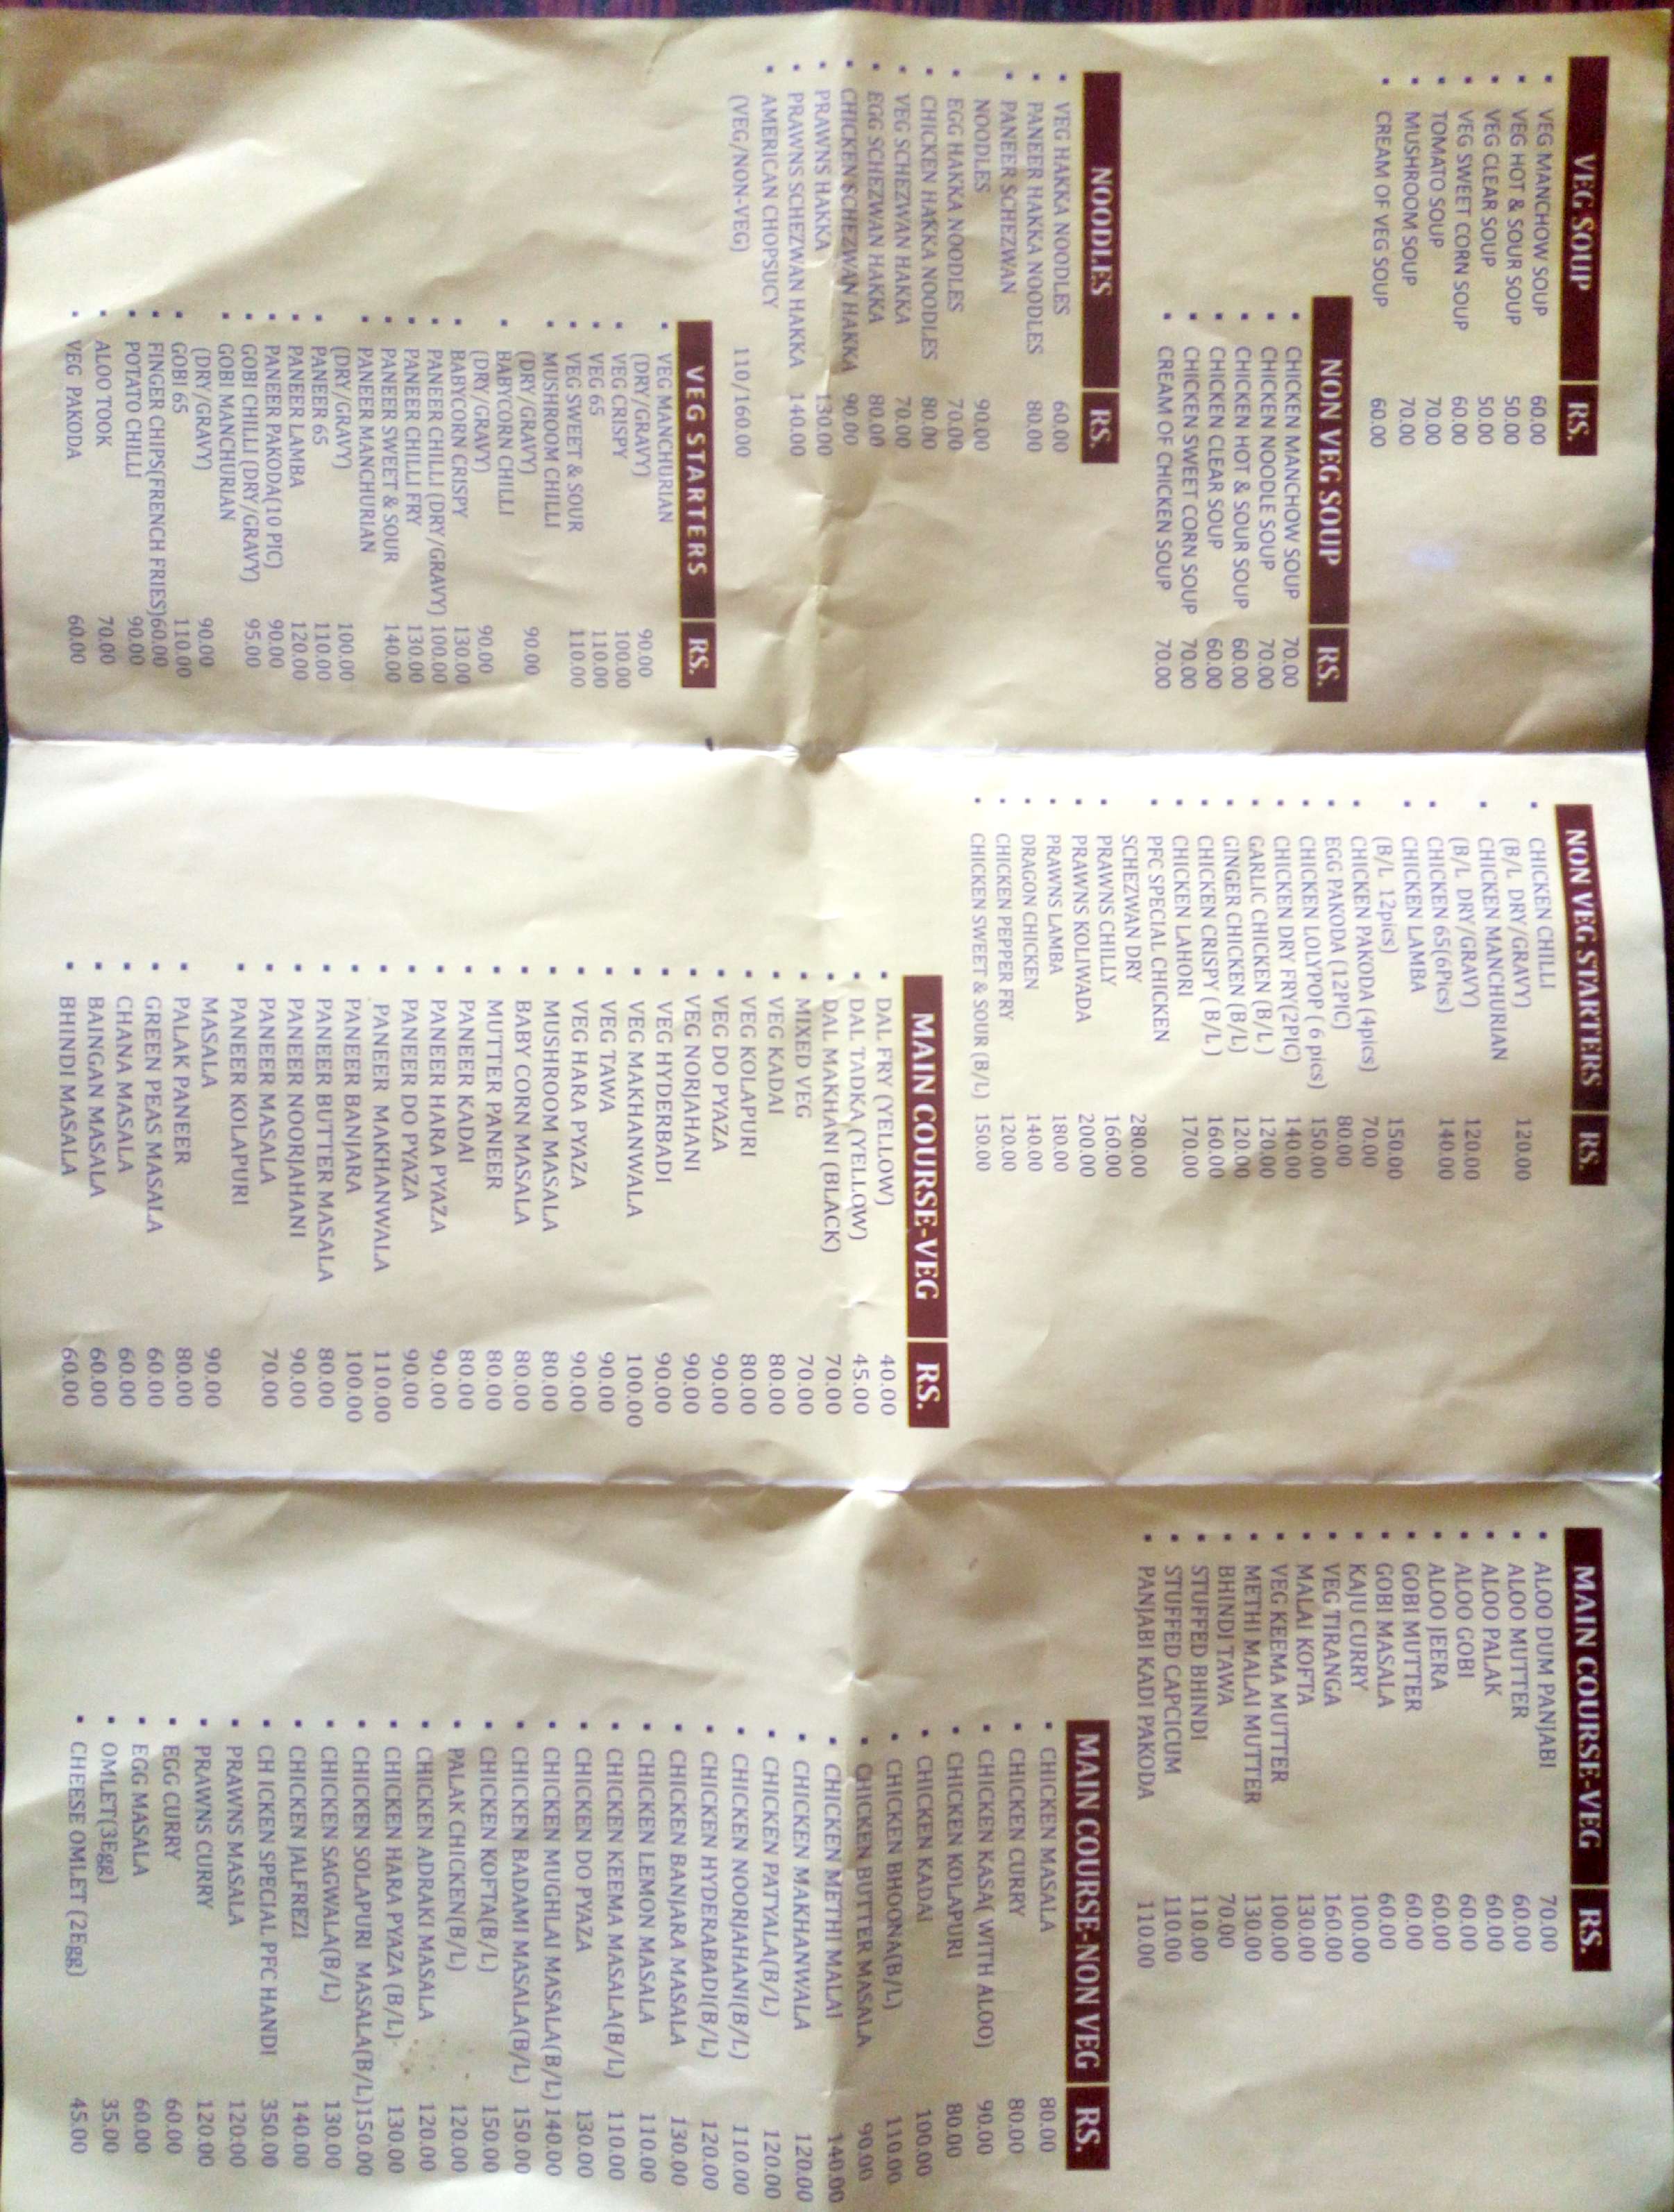 VEG SOUP RS.
VEG MANCHOW SOUP 60.00
VEG HOT & SOUR SOUP 50.00
VEG CLEAR SOUP 50.00
VEG SWEET CORN SOUP 60.00
TOMATO SOUP 70.00
MUSHROOM SOUP 70.00
CREAM OF VEG SOUP 60.00
NON VEG SOUP RS.
CHICKEN MANCHOW SOUP 70.00
CHICKEN NOODLE SOUP 70.00
CHICKEN HOT & SOUR SOUP 60.00
CHICKEN CLEAR SOUP 60.00
CHICKEN SWEET CORN SOUP 70.00
CREAM OF CHICKEN SOUP 70.00
NOODLES RS.
VEG HAKKA NOODLES 60.00
PANEER HAKKA NOODLES 80.00
PANEER SCHEZWAN
NOODLES 90.00
EGG HAKKA NOODLES 70.00
CHICKEN HAKKA NOODLES 80.00
VEG SCHEZWAN HAKKA 70.00
EGG SCHEZWAN HAKKA 80.00
CHICKEN SCHEZWAN HAKKA 90.00
PRAWNS HAKKA 130.00
PRAWNS SCHEZWAN HAKKA 140.00
AMERICAN CHOPSUCY
(VEG/NON-VEG) 110/160.00
VEG STARTERS RS.
VEG MANCHURIAN
(DRY/GRAVY) 90.00
VEG CRISPY 100.00
VEG 65 110.00
VEG SWEET & SOUR 110.00
MUSHROOM CHILLI
(DRY/GRAVY) 90.00
BABYCORN CHILLI
(DRY/GRAVY) 90.00
BABYCORN CRISPY 130.00
PANEER CHILLI (DRY/GRAVY) 100.00
PANEER CHILLI FRY 130.00
PANEER SWEET & SOUR 140.00
PANEER MANCHURIAN
(DRY/GRAVY) 100.00
PANEER 65 110.00
PANEER LAMBA 120.00
PANEER PAKODA(10 PIC) 90.00
GOBI CHILLI (DRY/GRAVY) 95.00
GOBI MANCHURIAN
(DRY/GRAVY) 90.00
GOBI 65 110.00
FINGER CHIPS(FRENCH FRIES)60.00
POTATO CHILLI 90.00
ALOO TOOK 70.00
VEG PAKODA 60.00
NON VEG STARTERS RS.
CHICKEN CHILLI
(B/L DRY/GRAVY) 120.00
CHICKEN MANCHURIAN
(B/L DRY/GRAVY) 120.00
CHICKEN 65(6Pics) 140.00
CHICKEN LAMBA
(B/L 12pics) 150.00
CHICKEN PAKODA (4pics) 70.00
EGG PAKODA (12PIC) 80.00
CHICKEN LOLYPOP ( 6 pics) 150.00
CHICKEN DRY FRY(2PIC) 140.00
GARLIC CHICKEN (B/L ) 120.00
GINGER CHICKEN (B/L) 120.00
CHICKEN CRISPY ( B/L ) 160.00
CHICKEN LAHORI 170.00
PFC SPECIAL CHICKEN
SCHEZWAN DRY 280.00
PRAWNS CHILLY 160.00
PRAWNS KOLIWADA 200.00
PRAWNS LAMBA 180.00
DRAGON CHICKEN 140.00
CHICKEN PEPPER FRY 120.00
CHICKEN SWEET & SOUR (B/L) 150.00
MAIN COURSE-VEG RS.
DAL FRY (YELLOW) 40.00
DAL TADKA (YELLOW) 45.00
DAL MAKHANI (BLACK) 70.00
MIXED VEG 70.00
VEG KADAI 80.00
VEG KOLAPURI 80.00
VEG DO PYAZA 90.00
VEG NORJAHANI 90.00
VEG HYDERBADI 90.00
VEG MAKHANWALA 100.00
VEG TAWA 90.00
VEG HARA PYAZA 90.00
MUSHROOM MASALA 80.00
BABY CORN MASALA 80.00
MUTTER PANEER 80.00
PANEER KADAI 80.00
PANEER HARA PYAZA 90.00
PANEER DO PYAZA 90.00
PANEER MAKHANWALA 110.00
PANEER BANJARA 100.00
PANEER BUTTER MASALA 80.00
PANEER NOORJAHANI 90.00
PANEER MASALA 70.00
PANEER KOLAPURI
MASALA 90.00
PALAK PANEER 80.00
GREEN PEAS MASALA 60.00
CHANA MASALA 60.00
BAINGAN MASALA 60.00
BHINDI MASALA 60.00
MAIN COURSE-VEG RS.
ALOO DUM PANJABI 70.00
ALOO MUTTER 60.00
ALOO PALAK 60.00
ALOO GOBI 60.00
ALOO JEERA 60.00
GOBI MUTTER 60.00
GOBI MASALA 60.00
KAJU CURRY 100.00
VEG TIRANGA 160.00
MALAI KOFTA 130.00
VEG KEEMA MUTTER 100.00
METHI MALAI MUTTER 130.00
BHINDI TAWA 70.00
STUFFED BHINDI 110.00
STUFFED CAPCICUM 110.00
PANJABI KADI PAKODA 110.00
MAIN COURSE-NON VEG RS.
CHICKEN MASALA 80.00
CHICKEN CURRY 80.00
CHICKEN KASA( WITH ALOO) 90.00
CHICKEN KOLAPURI 80.00
CHICKEN KADAI 100.00
CHICKEN BHOONA(B/L) 110.00
CHICKEN BUTTER MASALA 90.00
CHICKEN METHI MALAI 140.00
CHICKEN MAKHANWALA 120.00
CHICKEN PATYALA(B/L) 120.00
CHICKEN NOORJAHANI(B/L) 110.00
CHICKEN HYDERABADI(B/L) 120.00
CHICKEN BANJARA MASALA 130.00
CHICKEN LEMON MASALA 110.00
CHICKEN KEEMA MASALA(B/L) 110.00
CHICKEN DO PYAZA 130.00
CHICKEN MUGHLAI MASALA(B/L) 140.00
CHICKEN BADAMI MASALA(B/L) 150.00
CHICKEN KOFTA(B/L) 150.00
PALAK CHICKEN(B/L) 120.00
CHICKEN ADRAKI MASALA 120.00
CHICKEN HARA PYAZA (B/L) 130.00
CHICKEN SOLAPURI MASALA(B/L)150.00
CHICKEN SAGWALA(B/L) 130.00
CHICKEN JALFREZI 140.00
CH ICKEN SPECIAL PFC HANDI 350.00
PRAWNS MASALA 120.00
PRAWNS CURRY 120.00
EGG CURRY 60.00
EGG MASALA 60.00
OMLET(3Egg) 35.00
CHEESE OMLET (2Egg) 45.00